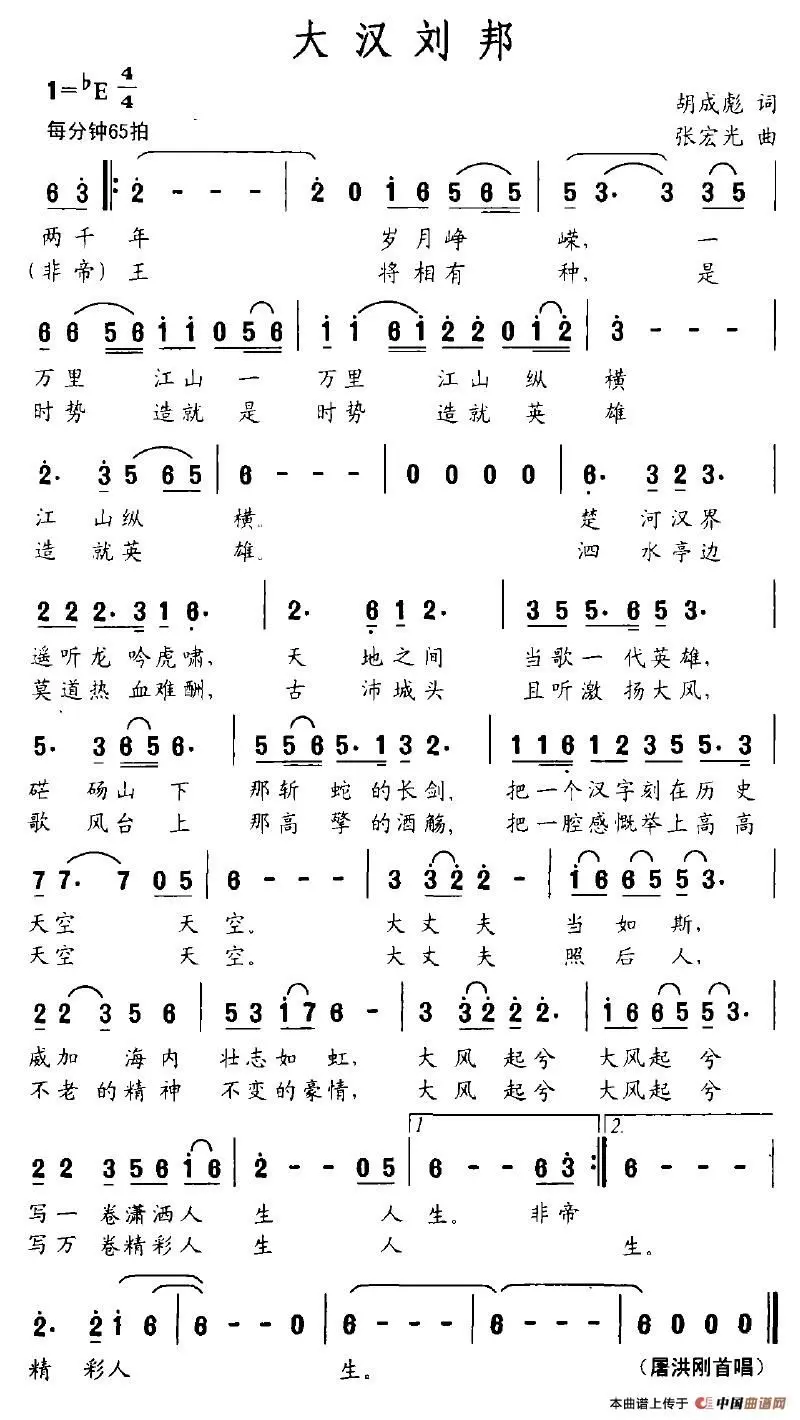 大汉刘邦
1=♭E 4/4
胡成彪 词
每分钟65拍
张宏光 曲
6 3 2 - - - 2 0 1 6 5 6 5 5 3. 3 3 5
两千年 岁月峥嵘, 一
(非帝)王 将相有种, 是
6 6 5 6 1 1 0 5 6 1 1 6 1 2 2 0 1 2 3 - - -
万里江山一万里江山纵横
时势造就是时势造就英雄
2. 3 5 6 5 6 - - - 0 0 0 0 6. 3 2 3.
江山纵横。 楚河汉界
造就英雄。 泗水亭边
2 2 2. 3 1 6. 2. 6 1 2. 3 5 5. 6 5 3.
遥听龙吟虎啸, 天地之间 当歌一代英雄,
莫道热血难酬, 古沛城头 且听激扬大风,
5. 3 6 5 6. 5 5 6 5. 1 3 2. 1 1 6 1 2 3 5 5. 3
砀山下 那斩蛇的长剑, 把一个汉字刻在历史
歌风台上 那高擎的酒觞, 把一腔感慨举上高高
7 7. 7 0 5 6 - - - 3 3 2 2 - 1 6 6 5 5 3.
天空 天空。 大丈夫 当如斯,
天空 天空。 大丈夫 照后人,
2 2 3 5 6 5 3 1 7 6 - 3 3 2 2 2. 1 6 6 5 5 3.
威加海内 壮志如虹, 大风起兮 大风起兮
不老的精神 不变的豪情, 大风起兮 大风起兮
1. 2.
2 2 3 5 6 1 6 2 - - 0 5 6 - - 6 3 6 - - -
写一卷潇洒人生 人生。 非帝
写万卷精彩人生 人 生。
2. 2 1 6 6 - - 0 6 - - - 6 - - - 6 0 0 0
精彩人 生。
(屠洪刚首唱)
本曲谱上传于 中国曲谱网